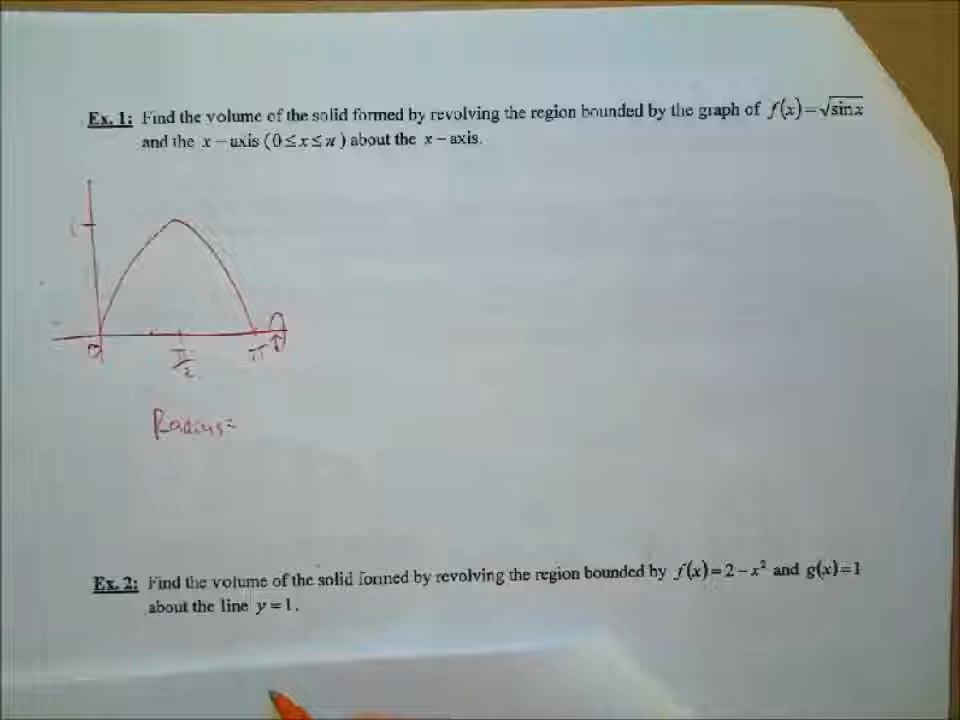 Ex. 1: Find the volume of the solid formed by revolving the region bounded by the graph of f(x)=√sinx
and the x-axis (0≤x≤π) about the x-axis.
1
0 π/2 π
Radius=
Ex. 2: Find the volume of the solid formed by revolving the region bounded by f(x)=2-x² and g(x)=1
about the line y=1.